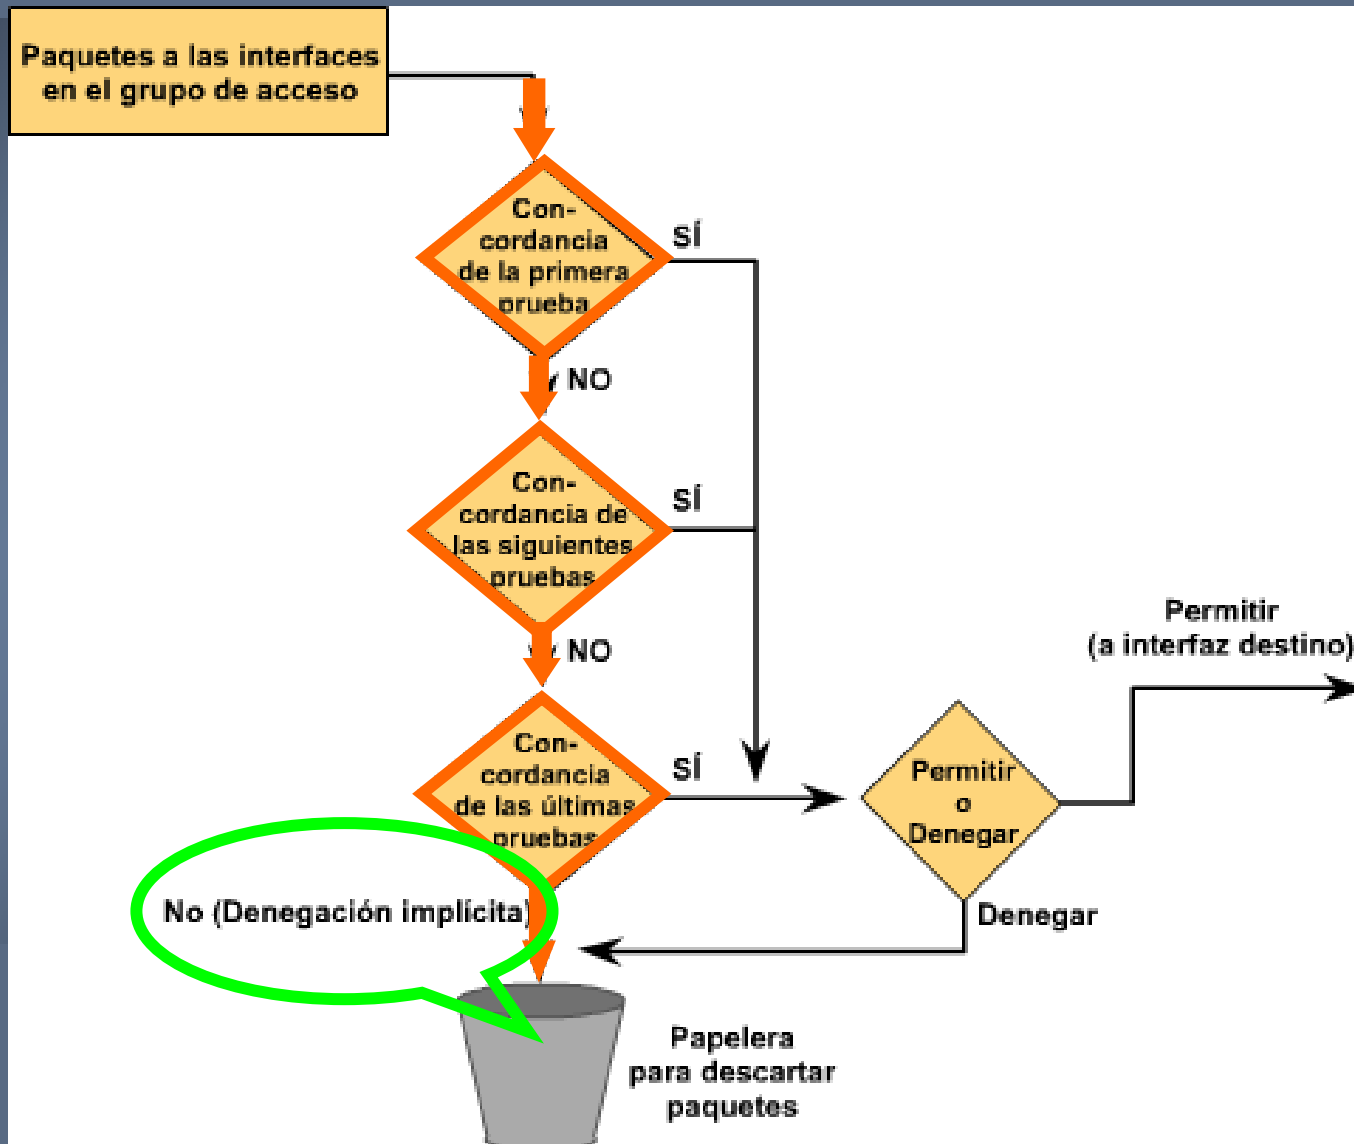 Paquetes a las interfaces
en el grupo de acceso
Con-
cordancia
de la primera
prueba
SÍ
NO
Con-
cordancia de
las siguientes
pruebas
SÍ
NO
Con-
cordancia
de las últimas
pruebas
SÍ
Permitir
o
Denegar
Permitir
(a interfaz destino)
Denegar
No (Denegación implícita)
Papelera
para descartar
paquetes